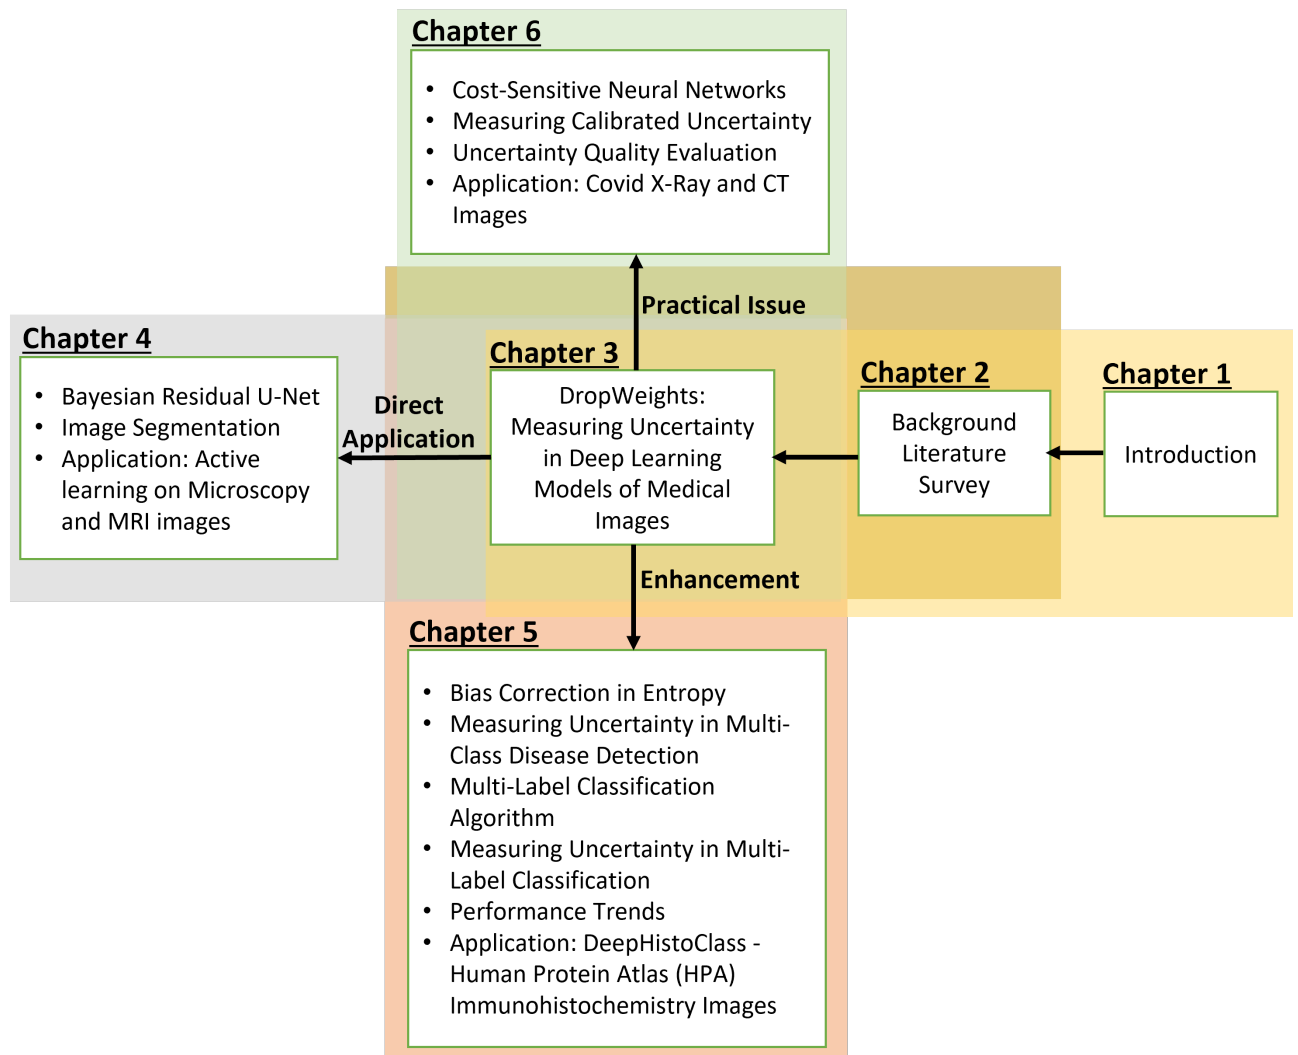 Chapter 6
• Cost-Sensitive Neural Networks
• Measuring Calibrated Uncertainty
• Uncertainty Quality Evaluation
• Application: Covid X-Ray and CT
Images
Practical Issue
Chapter 4
• Bayesian Residual U-Net
• Image Segmentation
• Application: Active
learning on Microscopy
and MRI images
Direct
Application
Chapter 3
DropWeights:
Measuring Uncertainty
in Deep Learning
Models of Medical
Images
Chapter 2
Background
Literature
Survey
Chapter 1
Introduction
Enhancement
Chapter 5
• Bias Correction in Entropy
• Measuring Uncertainty in Multi-
Class Disease Detection
• Multi-Label Classification
Algorithm
• Measuring Uncertainty in Multi-
Label Classification
• Performance Trends
• Application: DeepHistoClass -
Human Protein Atlas (HPA)
Immunohistochemistry Images